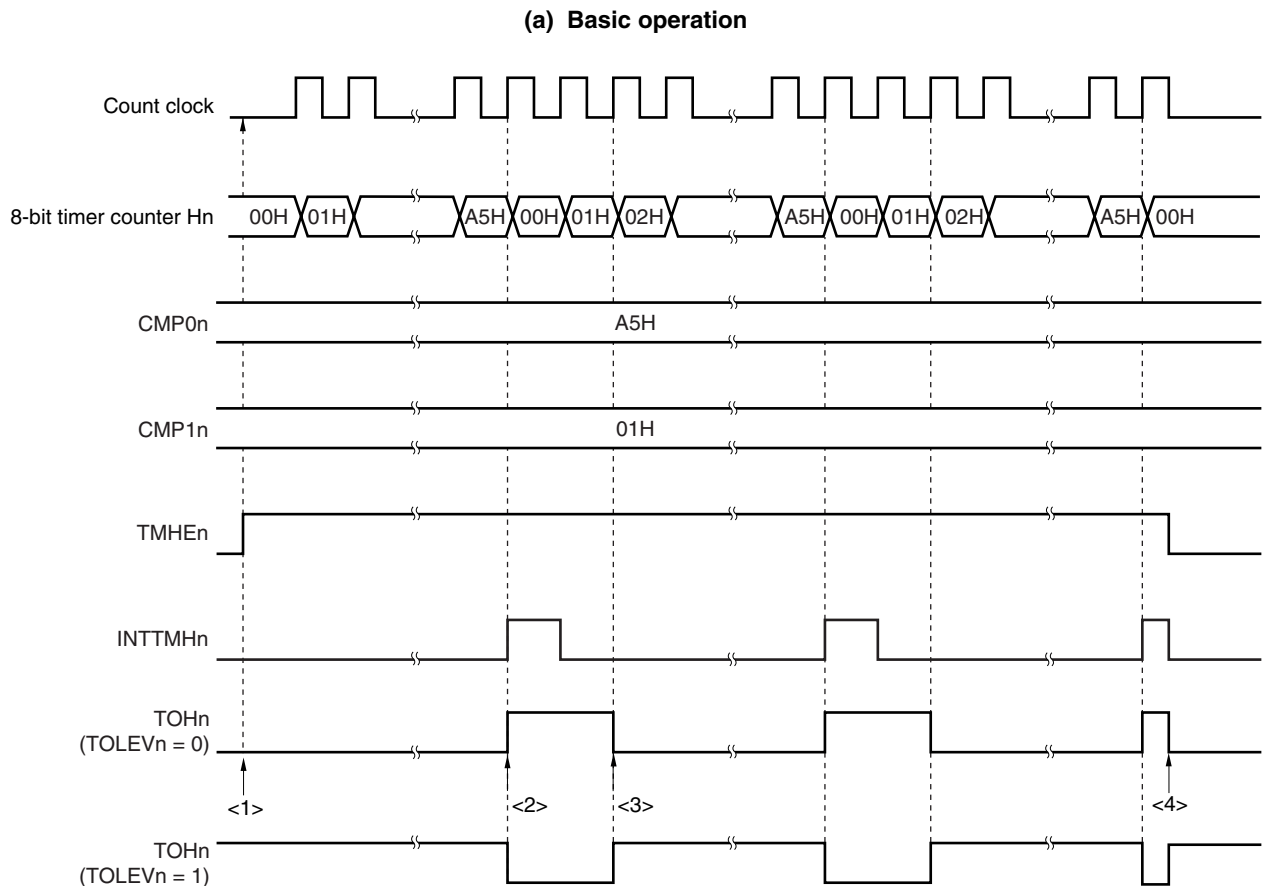 (a) Basic operation
Count clock
8-bit timer counter Hn
00H 01H A5H 00H 01H 02H A5H 00H 01H 02H A5H 00H
CMP0n
A5H
CMP1n
01H
TMHEn
INTTMHn
TOHn
(TOLEVn = 0)
<1> <2> <3> <4>
TOHn
(TOLEVn = 1)